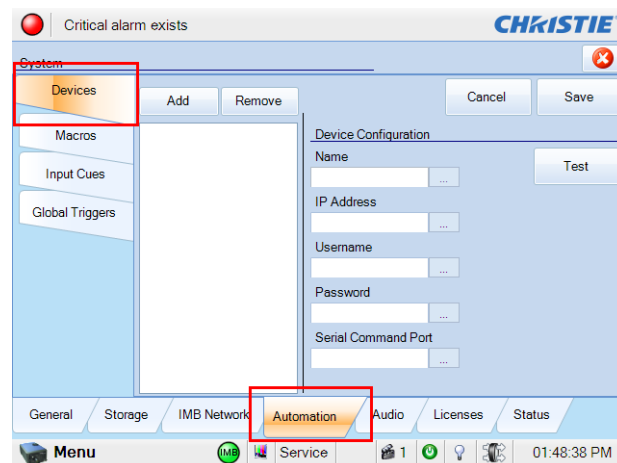 Critical alarm exists
CHRISTIE
System
Devices
Add
Remove
Cancel
Save
Macros
Input Cues
Global Triggers
Device Configuration
Name
...
Test
IP Address
...
Username
...
Password
...
Serial Command Port
...
General
Storage
IMB Network
Automation
Audio
Licenses
Status
Menu
IMB
Service
1
01:48:38 PM